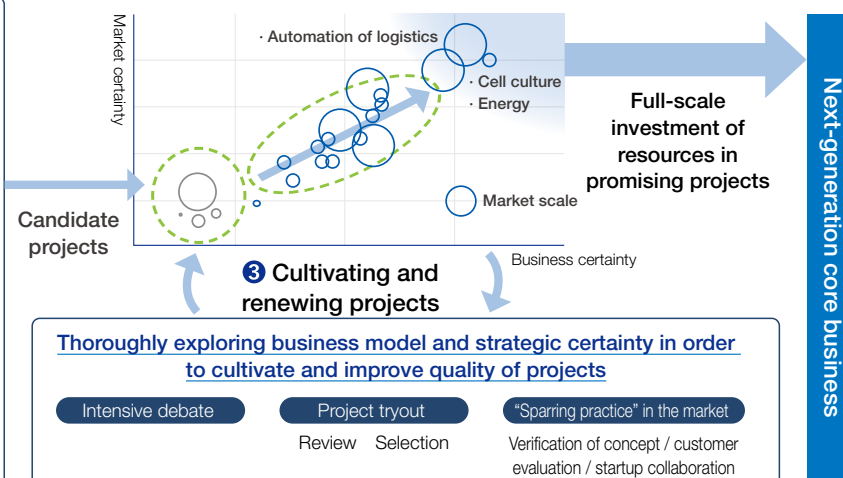 Market certainty
· Automation of logistics
· Cell culture
· Energy
Market scale
Business certainty
Candidate
projects
Full-scale
investment of
resources in
promising projects
Next-generation core business
3 Cultivating and
renewing projects
Thoroughly exploring business model and strategic certainty in order
to cultivate and improve quality of projects
Intensive debate
Project tryout
Review Selection
“Sparring practice” in the market
Verification of concept / customer
evaluation / startup collaboration